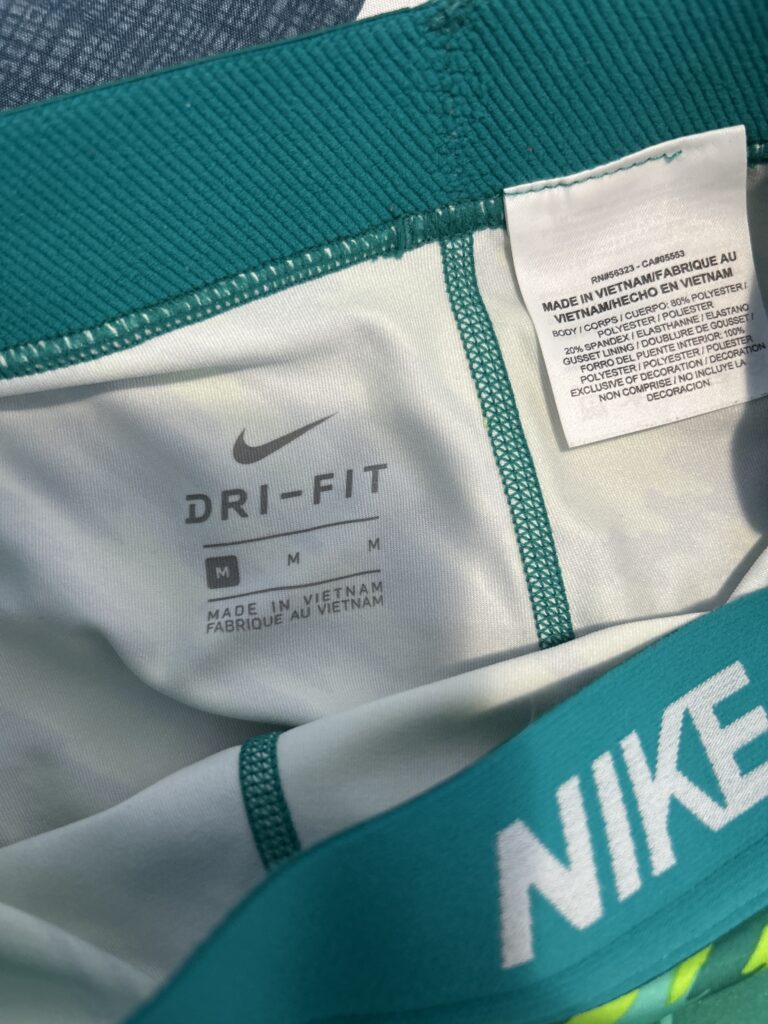 RN#56323 - CA#05553
MADE IN VIETNAM/FABRIQUE AU
VIETNAM/HECHO EN VIETNAM
BODY / CORPS / CUERPO: 80% POLYESTER /
POLYESTER / POLIESTER
20% SPANDEX / ELASTHANNE / ELASTANO
GUSSET LINING / DOUBLURE DE GOUSSET /
FORRO DEL PUENTE INTERIOR: 100%
POLYESTER / POLYESTER / POLIESTER
EXCLUSIVE OF DECORATION / DECORATION
NON COMPRISE / NO INCLUYE LA
DECORACION
DRI-FIT
M M M
MADE IN VIETNAM
FABRIQUE AU VIETNAM
NIKE